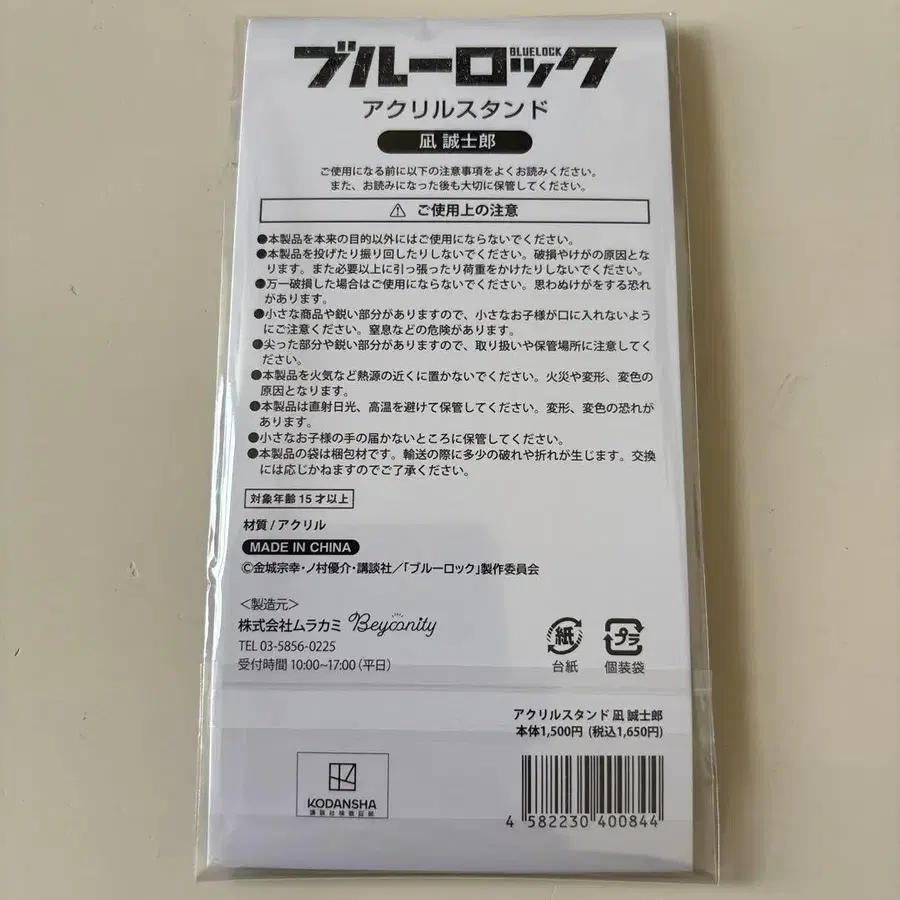 ブルーロック
BLUELOCK
アクリルスタンド
凪 誠士郎
ご使用になる前に以下の注意事項をよくお読みください。
また、お読みになった後も大切に保管してください。
⚠ ご使用上の注意
●本製品を本来の目的以外にはご使用にならないでください。
●本製品を投げたり振り回したりしないでください。破損やけがの原因とな
ります。また必要以上に引っ張ったり荷重をかけたりしないでください。
●万一破損した場合はご使用にならないでください。思わぬけがをする恐れ
があります。
●小さな商品や鋭い部分がありますので、小さなお子様が口に入れないよう
にご注意ください。窒息などの危険があります。
●尖った部分や鋭い部分がありますので、取り扱いや保管場所に注意してく
ださい。
●本製品を火気など熱源の近くに置かないでください。火災や変形、変色の
原因となります。
●本製品は直射日光、高温を避けて保管してください。変形、変色の恐れが
あります。
●小さなお子様の手の届かないところに保管してください。
●本製品の袋は梱包材です。輸送の際に多少の破れや折れが生じます。交換
には応じかねますのでご了承ください。
対象年齢15才以上
材質/アクリル
MADE IN CHINA
©金城宗幸・ノ村優介・講談社/「ブルーロック」製作委員会
<製造元>
株式会社ムラカミ Beyoonity
TEL 03-5856-0225
受付時間 10:00~17:00(平日)
紙
台紙
プラ
個装袋
アクリルスタンド 凪 誠士郎
本体1,500円 (税込1,650円)
KODANSHA
講談社検最証紙
4 582230 400844